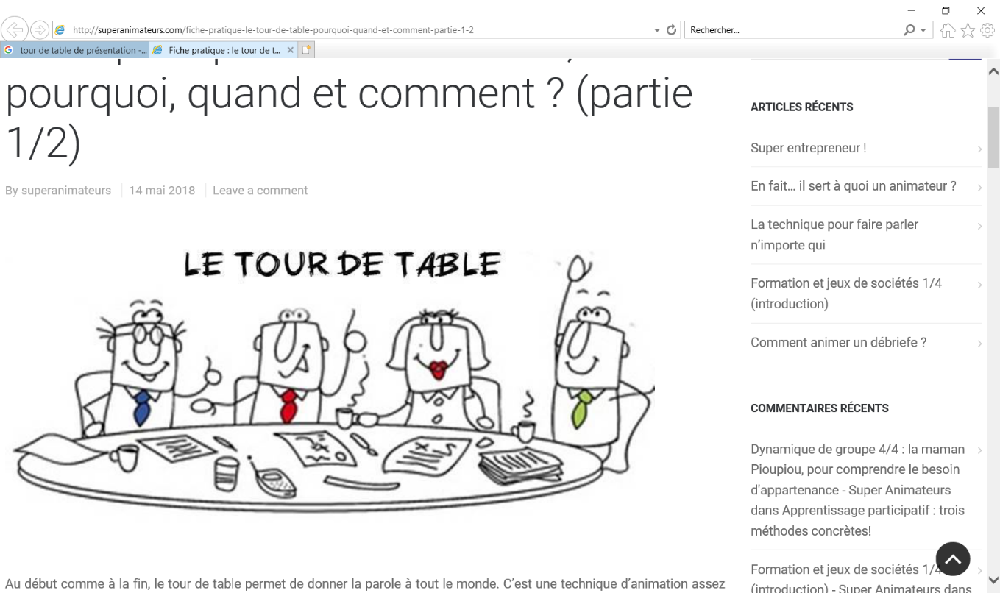 http://superanimateurs.com/fiche-pratique-le-tour-de-table-pourquoi-quand-et-comment-partie-1-2
Rechercher...
tour de table de présentation -...
Fiche pratique : le tour de t...
pourquoi, quand et comment ? (partie
1/2)
By superanimateurs
14 mai 2018
Leave a comment
LE TOUR DE TABLE
Au début comme à la fin, le tour de table permet de donner la parole à tout le monde. C’est une technique d’animation assez
ARTICLES RÉCENTS
Super entrepreneur !
En fait… il sert à quoi un animateur ?
La technique pour faire parler
n’importe qui
Formation et jeux de sociétés 1/4
(introduction)
Comment animer un débriefe ?
COMMENTAIRES RÉCENTS
Dynamique de groupe 4/4 : la maman
Pioupiou, pour comprendre le besoin
d'appartenance - Super Animateurs
dans Apprentissage participatif : trois
méthodes concrètes!
Formation et jeux de sociétés 1/4
(introduction) - Super Animateurs dans